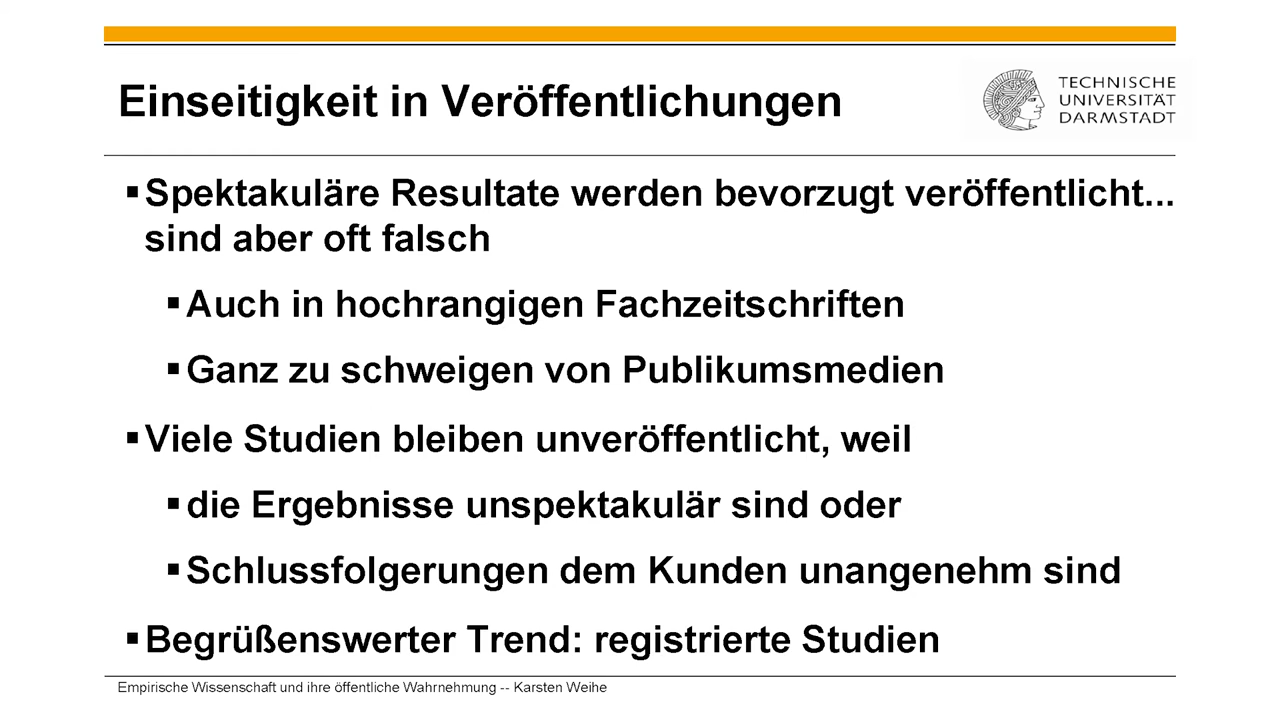 Einseitigkeit in Veröffentlichungen
TECHNISCHE
UNIVERSITÄT
DARMSTADT
▪Spektakuläre Resultate werden bevorzugt veröffentlicht...
sind aber oft falsch
▪Auch in hochrangigen Fachzeitschriften
▪Ganz zu schweigen von Publikumsmedien
▪Viele Studien bleiben unveröffentlicht, weil
▪die Ergebnisse unspektakulär sind oder
▪Schlussfolgerungen dem Kunden unangenehm sind
▪Begrüßenswerter Trend: registrierte Studien
Empirische Wissenschaft und ihre öffentliche Wahrnehmung -- Karsten Weihe